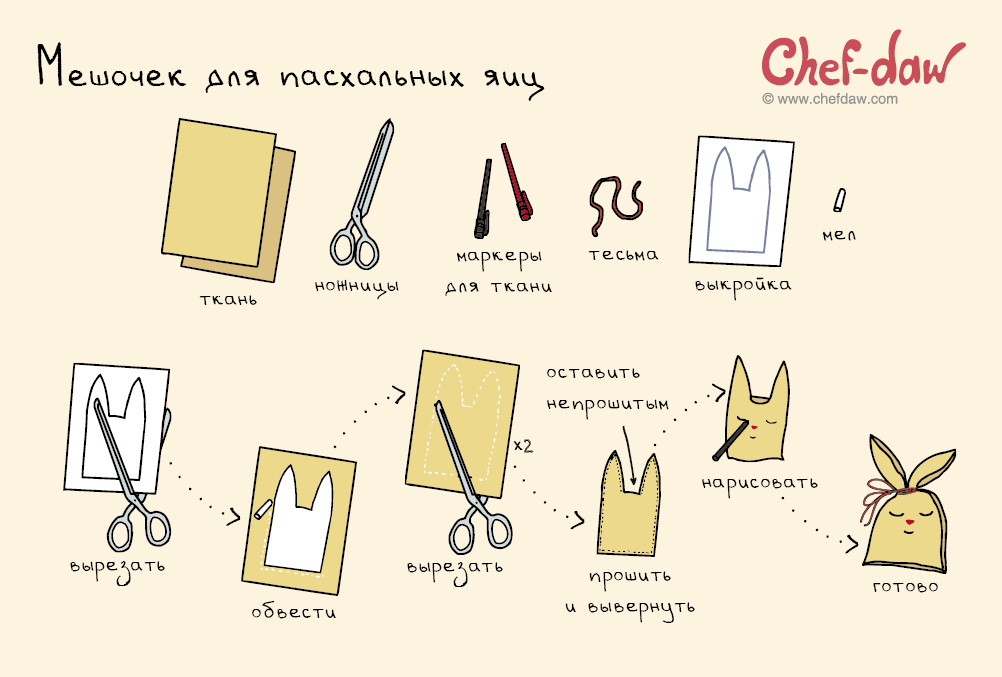 Мешочек для пасхальных яиц
Chef-daw
© www.chefdaw.com
ткань
ножницы
маркеры
для ткани
тесьма
выкройка
мел
вырезать
обвести
x2
вырезать
оставить
непрошитым
прошить
и вывернуть
нарисовать
готово